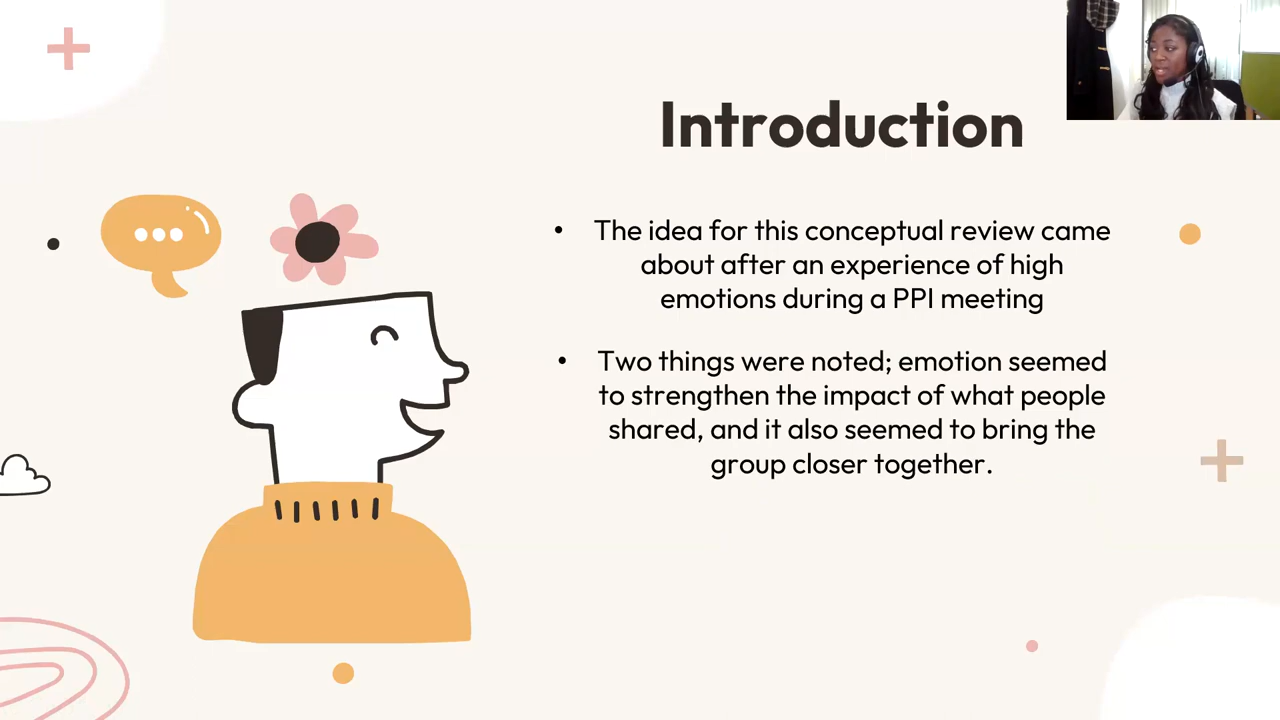 Introduction
• The idea for this conceptual review came
about after an experience of high
emotions during a PPI meeting
• Two things were noted; emotion seemed
to strengthen the impact of what people
shared, and it also seemed to bring the
group closer together.